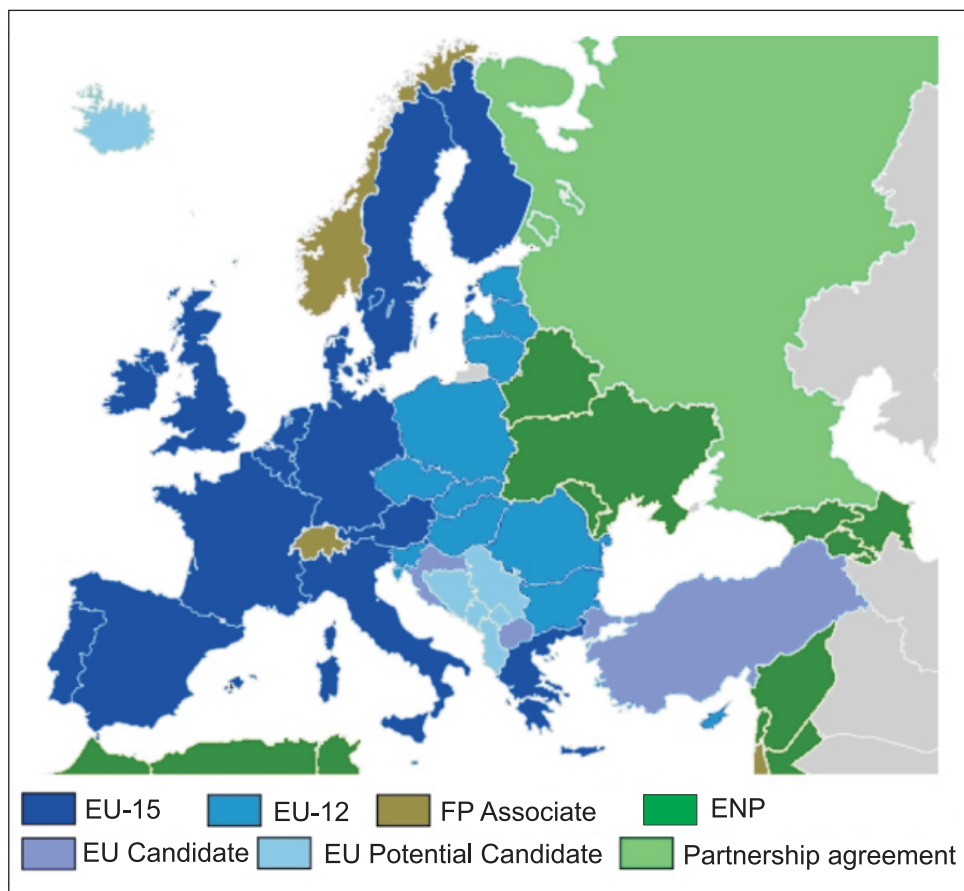 EU-15 EU-12 FP Associate ENP
EU Candidate EU Potential Candidate Partnership agreement